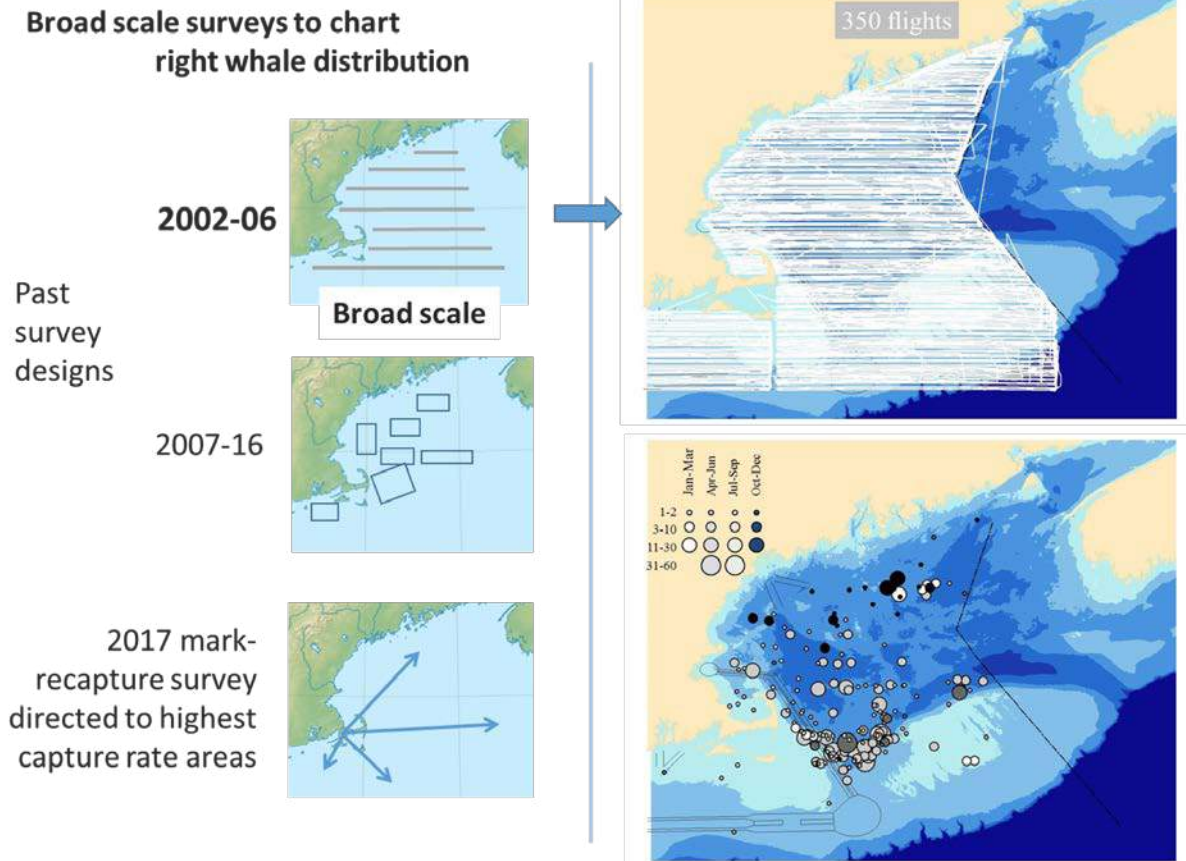 Broad scale surveys to chart
right whale distribution
2002-06
Broad scale
Past
survey
designs
2007-16
2017 mark-
recapture survey
directed to highest
capture rate areas
350 flights
Jan-Mar
Apr-Jun
Jul-Sep
Oct-Dec
1-2
3-10
11-30
31-60